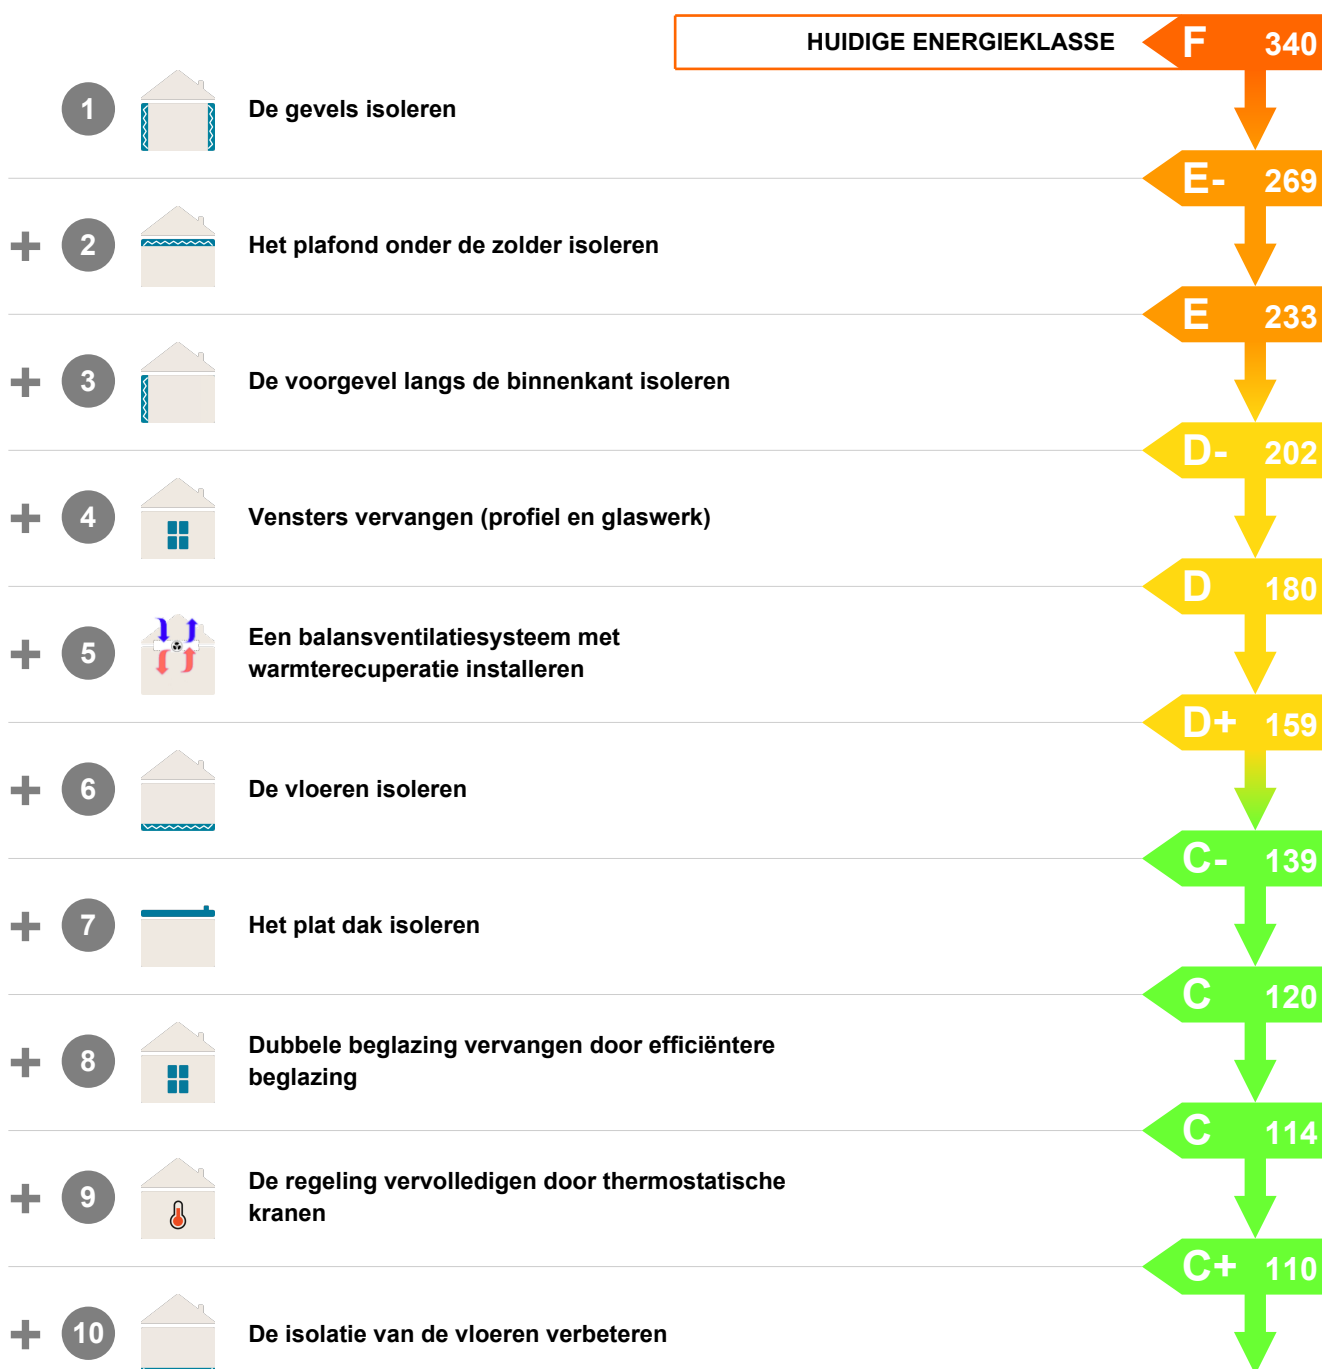 HUIDIGE ENERGIEKLASSE F 340
1 De gevels isoleren
E- 269
+ 2 Het plafond onder de zolder isoleren
E 233
+ 3 De voorgevel langs de binnenkant isoleren
D- 202
+ 4 Vensters vervangen (profiel en glaswerk)
D 180
+ 5 Een balansventilatiesysteem met
warmterecuperatie installeren
D+ 159
+ 6 De vloeren isoleren
C- 139
+ 7 Het plat dak isoleren
C 120
+ 8 Dubbele beglazing vervangen door efficiëntere
beglazing
C 114
+ 9 De regeling vervolledigen door thermostatische
kranen
C+ 110
+ 10 De isolatie van de vloeren verbeteren